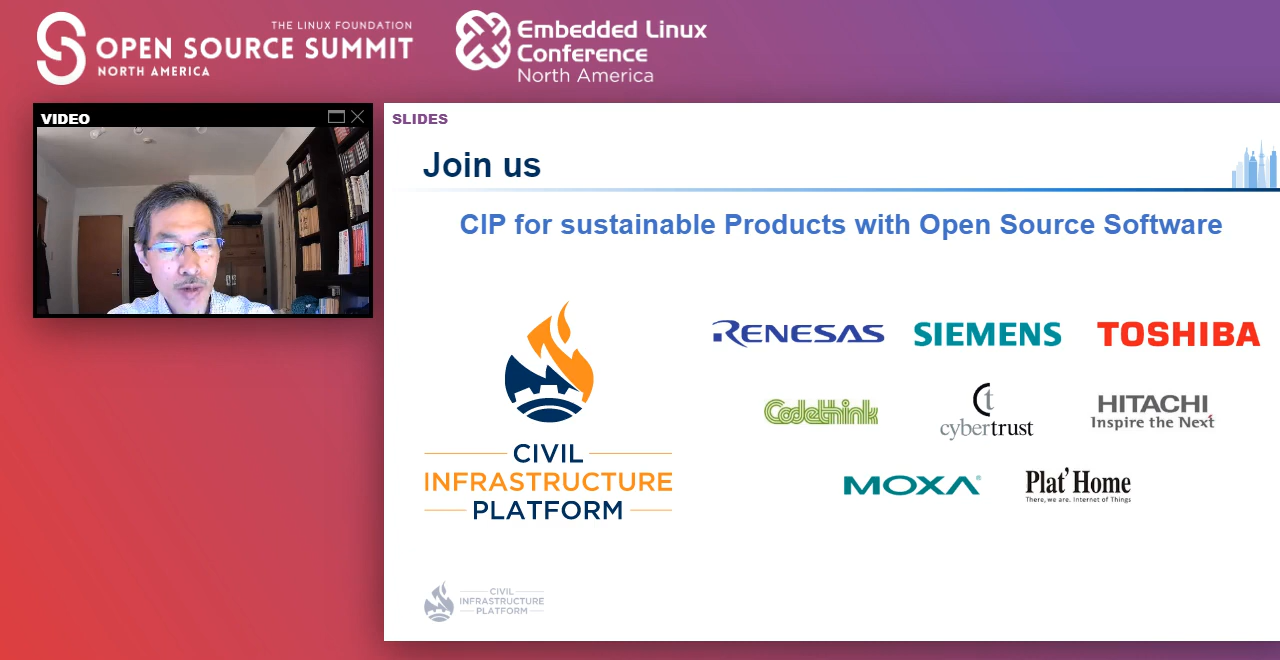 THE LINUX FOUNDATION
OPEN SOURCE SUMMIT
NORTH AMERICA
Embedded Linux
Conference
North America
VIDEO
SLIDES
Join us
CIP for sustainable Products with Open Source Software
CIVIL
INFRASTRUCTURE
PLATFORM
RENESAS
SIEMENS
TOSHIBA
Codethink
ct
cybertrust
HITACHI
Inspire the Next
MOXA®
Plat'Home
There, we are. Internet of Things
CIVIL
INFRASTRUCTURE
PLATFORM